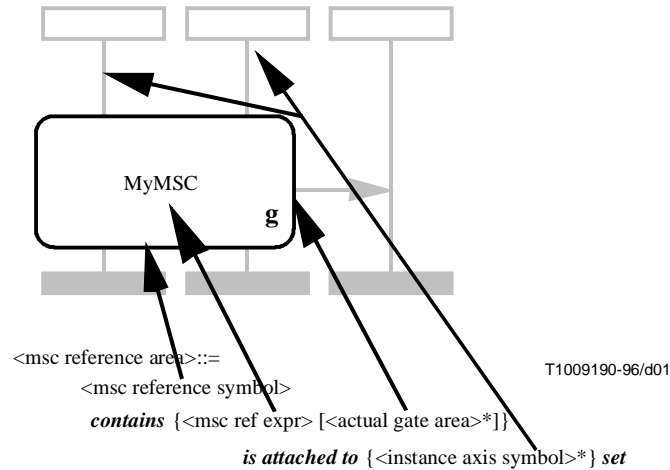 MyMSC
g
<msc reference area>::=
T1009190-96/d01
<msc reference symbol>
contains {<msc ref expr> [<actual gate area>*]}
is attached to {<instance axis symbol>*} set